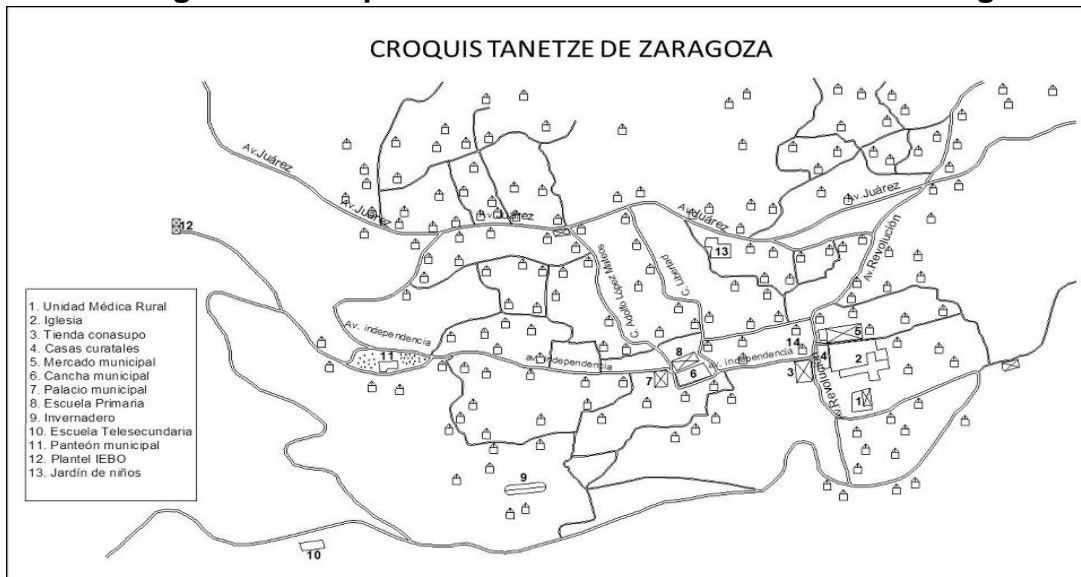 CROQUIS TANETZE DE ZARAGOZA
Av.Juárez
Av.Juárez
Av.Juárez
Av.Juárez
Av.Juárez
12
13
Av.Revolución
C. Adolfo López Mateos
C. Libertad
1. Unidad Médica Rural
2. Iglesia
3. Tienda conasupo
4. Casas curatales
5. Mercado municipal
6. Cancha municipal
7. Palacio municipal
8. Escuela Primaria
9. Invernadero
10. Escuela Telesecundaria
11. Panteón municipal
12. Plantel IEBO
13. Jardín de niños
Av. independencia
av. independencia
av. independencia
11
8
6
7
14
5
4
2
3
Av.Revolución
1
9
10